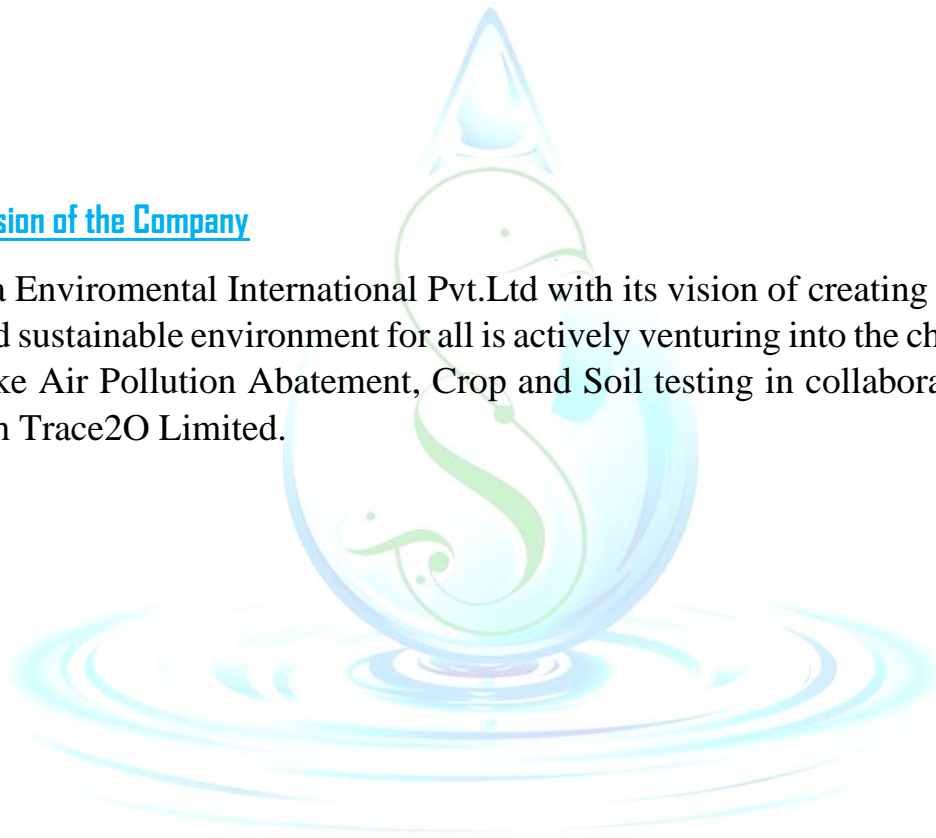 sion of the Company
a Enviromental International Pvt.Ltd with its vision of creating
d sustainable environment for all is actively venturing into the ch
ke Air Pollution Abatement, Crop and Soil testing in collabora
n Trace2O Limited.